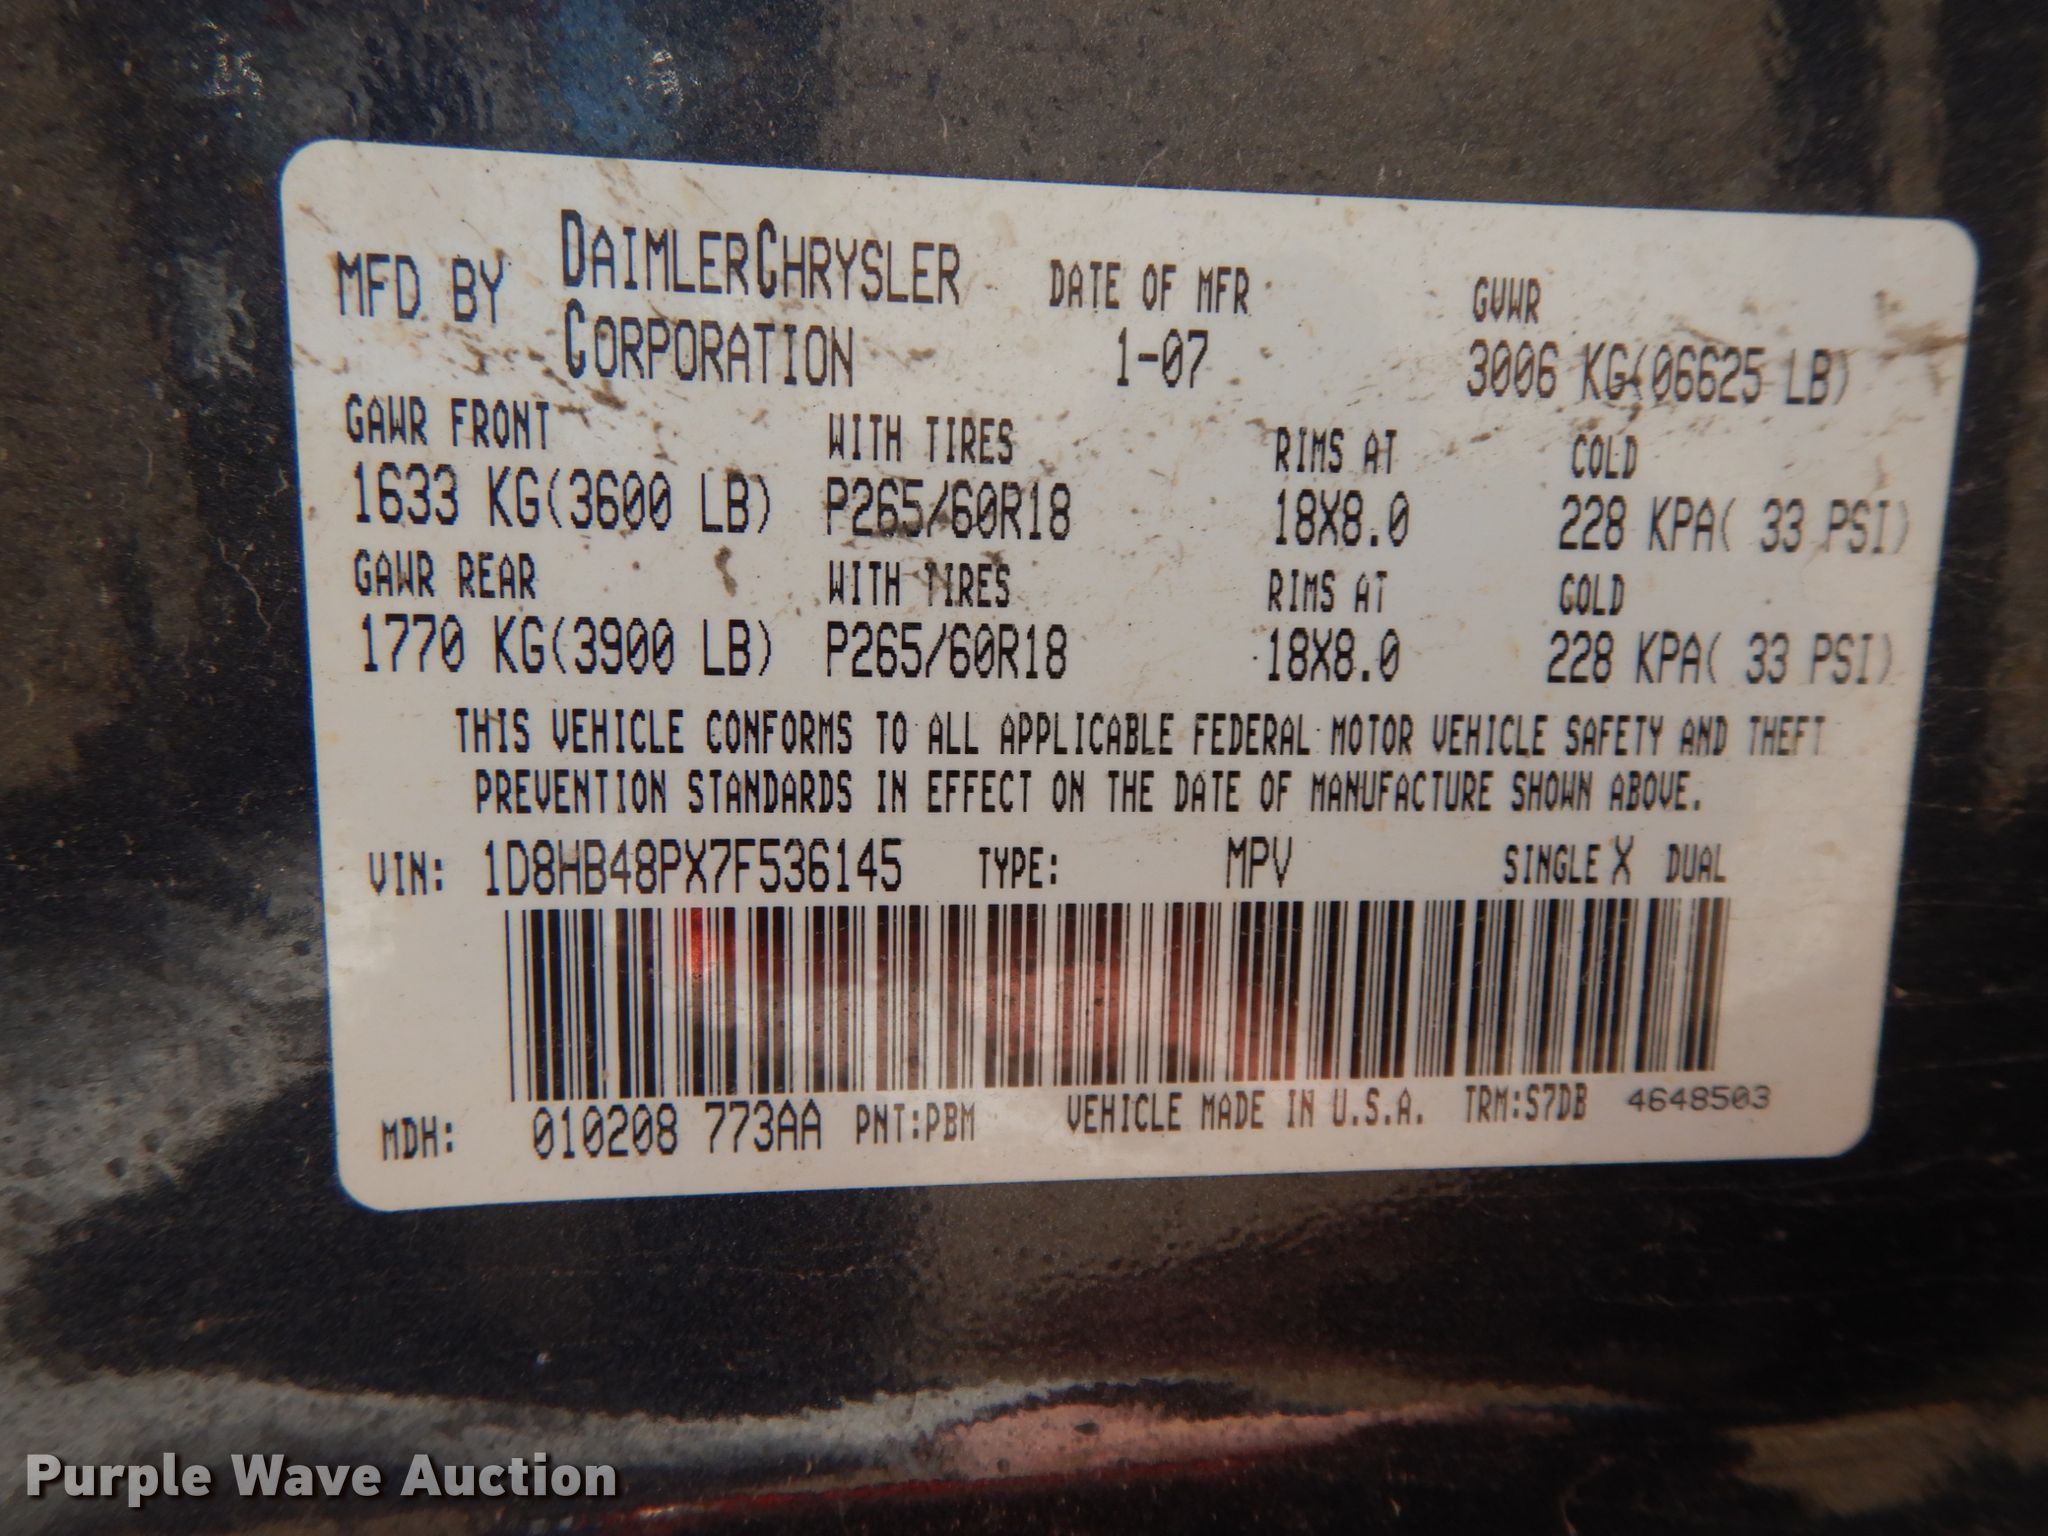 MFD BY DAIMLERCHRYSLER CORPORATION DATE OF MFR 1-07 GVWR 3006 KG(06625 LB)
GAWR FRONT WITH TIRES RIMS AT COLD
1633 KG(3600 LB) P265/60R18 18X8.0 228 KPA( 33 PSI)
GAWR REAR WITH TIRES RIMS AT COLD
1770 KG(3900 LB) P265/60R18 18X8.0 228 KPA( 33 PSI)
THIS VEHICLE CONFORMS TO ALL APPLICABLE FEDERAL MOTOR VEHICLE SAFETY AND THEFT
PREVENTION STANDARDS IN EFFECT ON THE DATE OF MANUFACTURE SHOWN ABOVE.
VIN: 1D8HB48PX7F536145 TYPE: MPV SINGLE X DUAL
MDH: 010208 773AA PNT:PBM VEHICLE MADE IN U.S.A. TRM:S7DB 4648503
Purple Wave Auction